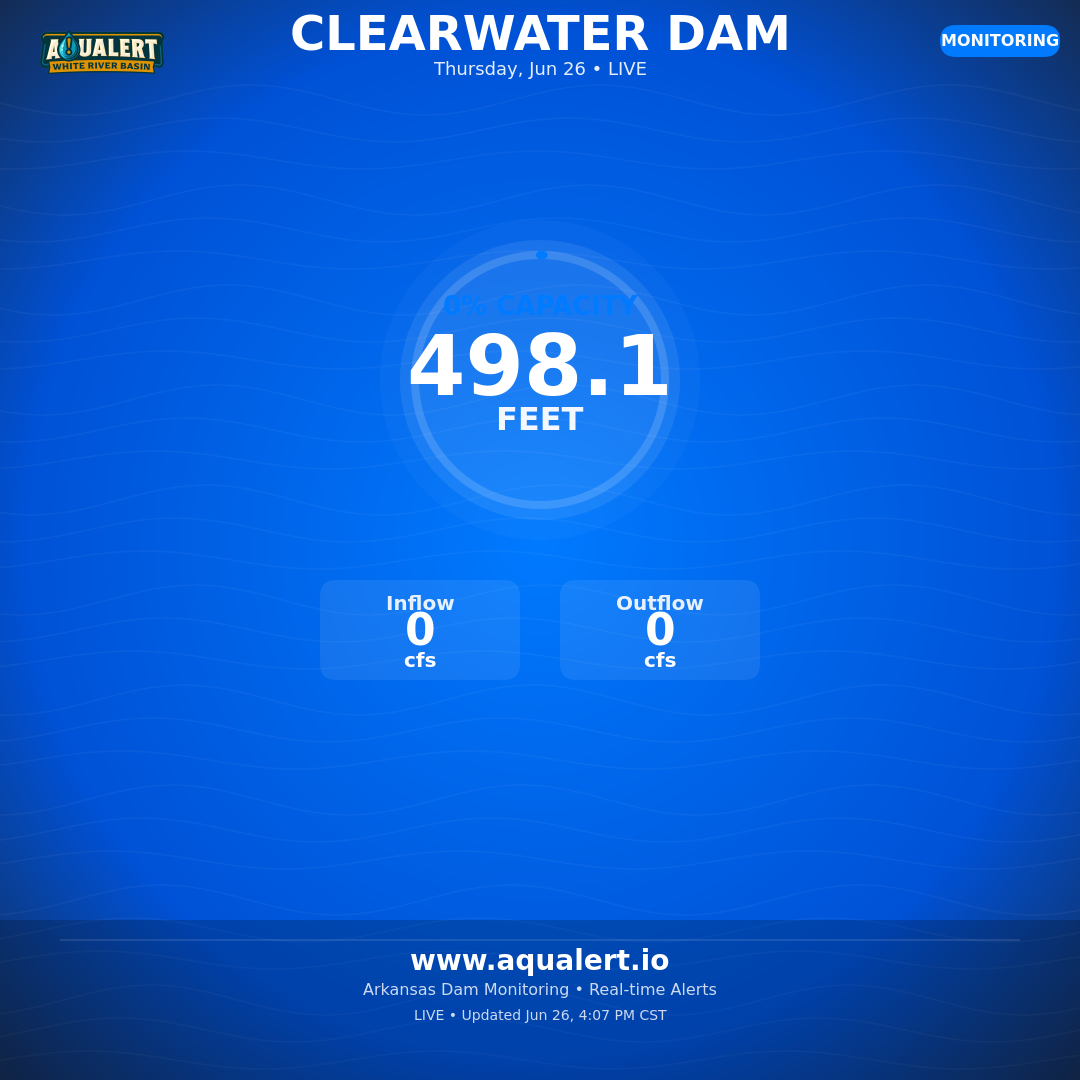 AQUALERT
WHITE RIVER BASIN
CLEARWATER DAM
Thursday, Jun 26 • LIVE
MONITORING
0% CAPACITY
498.1
FEET
Inflow
0
cfs
Outflow
0
cfs
www.aqualert.io
Arkansas Dam Monitoring • Real-time Alerts
LIVE • Updated Jun 26, 4:07 PM CST